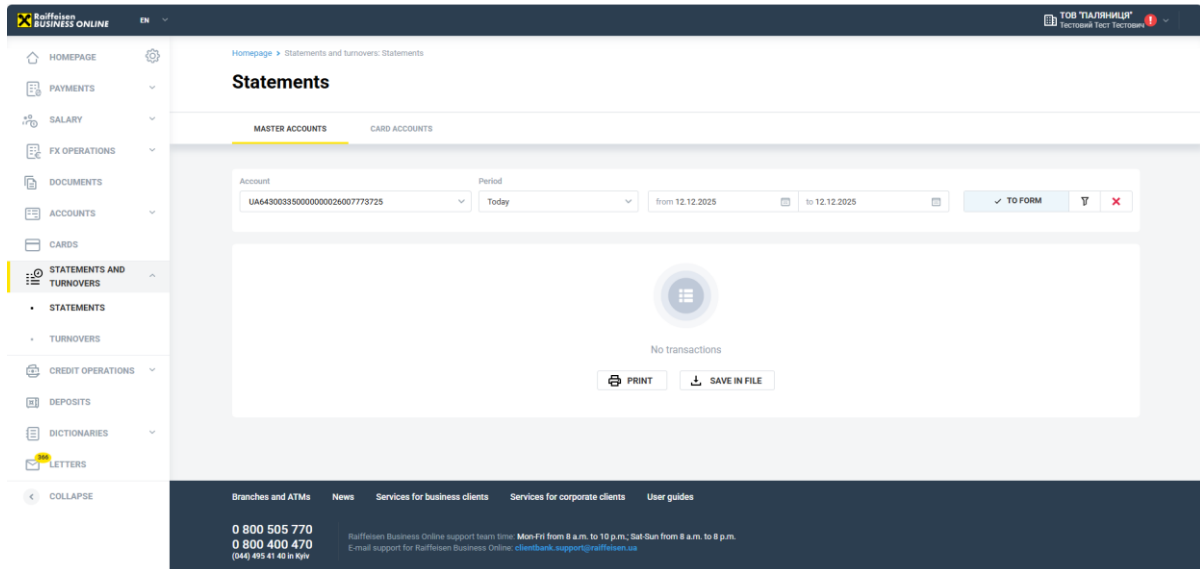 Raiffeisen
BUSINESS ONLINE
EN
ТОВ "ПАЛЯНИЦЯ"
Тестовий Тест Тестович
HOMEPAGE
PAYMENTS
SALARY
FX OPERATIONS
DOCUMENTS
ACCOUNTS
CARDS
STATEMENTS AND
TURNOVERS
STATEMENTS
TURNOVERS
CREDIT OPERATIONS
DEPOSITS
DICTIONARIES
366
LETTERS
COLLAPSE
Homepage > Statements and turnovers: Statements
Statements
MASTER ACCOUNTS CARD ACCOUNTS
Account Period
UA643003350000000026007773725 Today from 12.12.2025 to 12.12.2025 TO FORM
No transactions
PRINT SAVE IN FILE
Branches and ATMs News Services for business clients Services for corporate clients User guides
0 800 505 770
0 800 400 470
(044) 495 41 40 in Kyiv
Raiffeisen Business Online support team time: Mon-Fri from 8 a.m. to 10 p.m.; Sat-Sun from 8 a.m. to 8 p.m.
E-mail support for Raiffeisen Business Online: clientbank.support@raiffeisen.ua